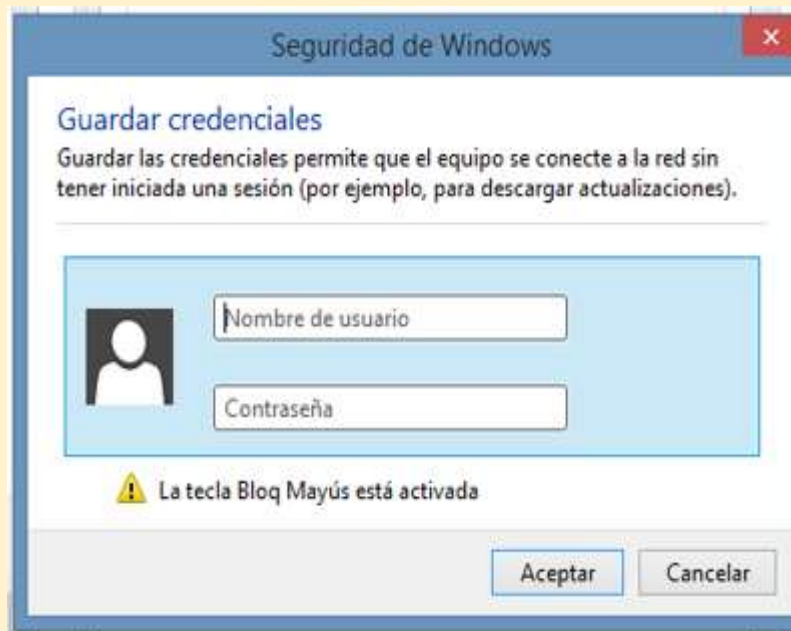 Seguridad de Windows
Guardar credenciales
Guardar las credenciales permite que el equipo se conecte a la red sin
tener iniciada una sesión (por ejemplo, para descargar actualizaciones).
Nombre de usuario
Contraseña
La tecla Bloq Mayús está activada
Aceptar Cancelar